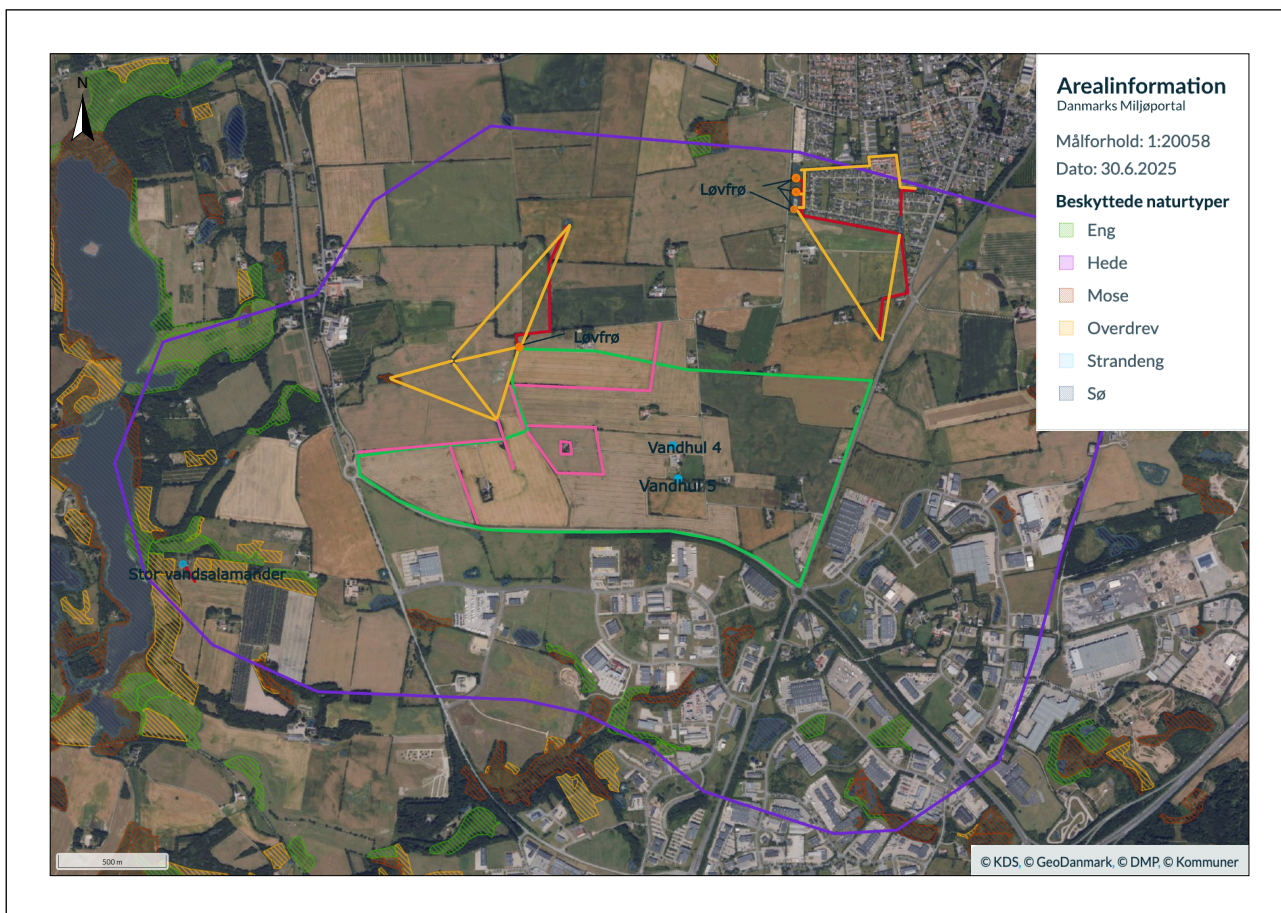 N
Arealinformation
Danmarks Miljøportal
Målforhold: 1:20058
Dato: 30.6.2025
Beskyttede naturtyper
Eng
Hede
Mose
Overdrev
Strandeng
Sø
Løvfrø
Løvfrø
Vandhul 4
Vandhul 5
Stor vandsalamander
500 m
© KDS, © GeoDanmark, © DMP, © Kommuner